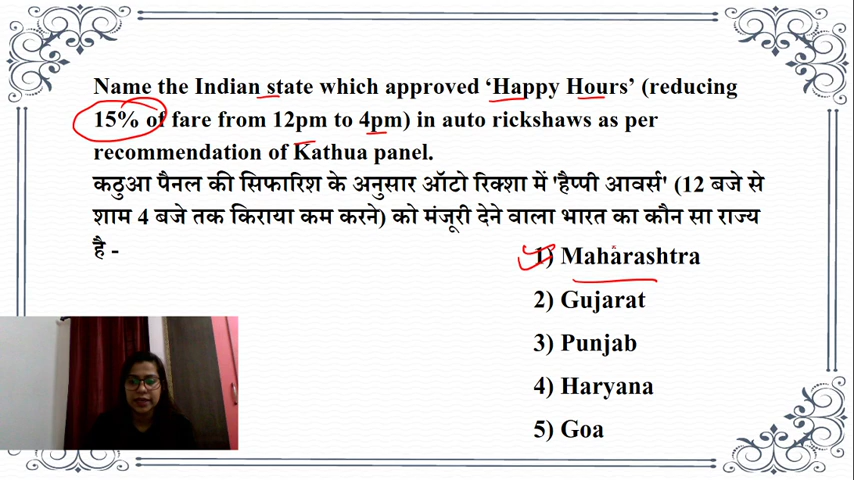 Name the Indian state which approved ‘Happy Hours’ (reducing
15% of fare from 12pm to 4pm) in auto rickshaws as per
recommendation of Kathua panel.
कठुआ पैनल की सिफारिश के अनुसार ऑटो रिक्शा में 'हैप्पी आवर्स' (12 बजे से
शाम 4 बजे तक किराया कम करने) को मंजूरी देने वाला भारत का कौन सा राज्य
है -
1) Maharashtra
2) Gujarat
3) Punjab
4) Haryana
5) Goa